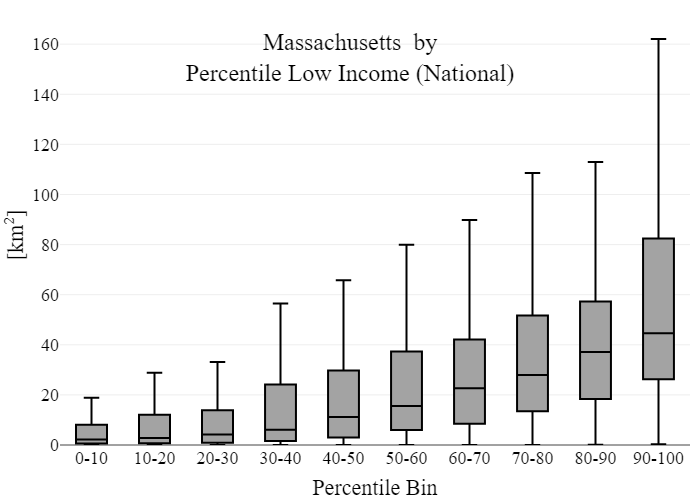 Massachusetts by
Percentile Low Income (National)
[km²]
160
140
120
100
80
60
40
20
0
0-10 10-20 20-30 30-40 40-50 50-60 60-70 70-80 80-90 90-100
Percentile Bin